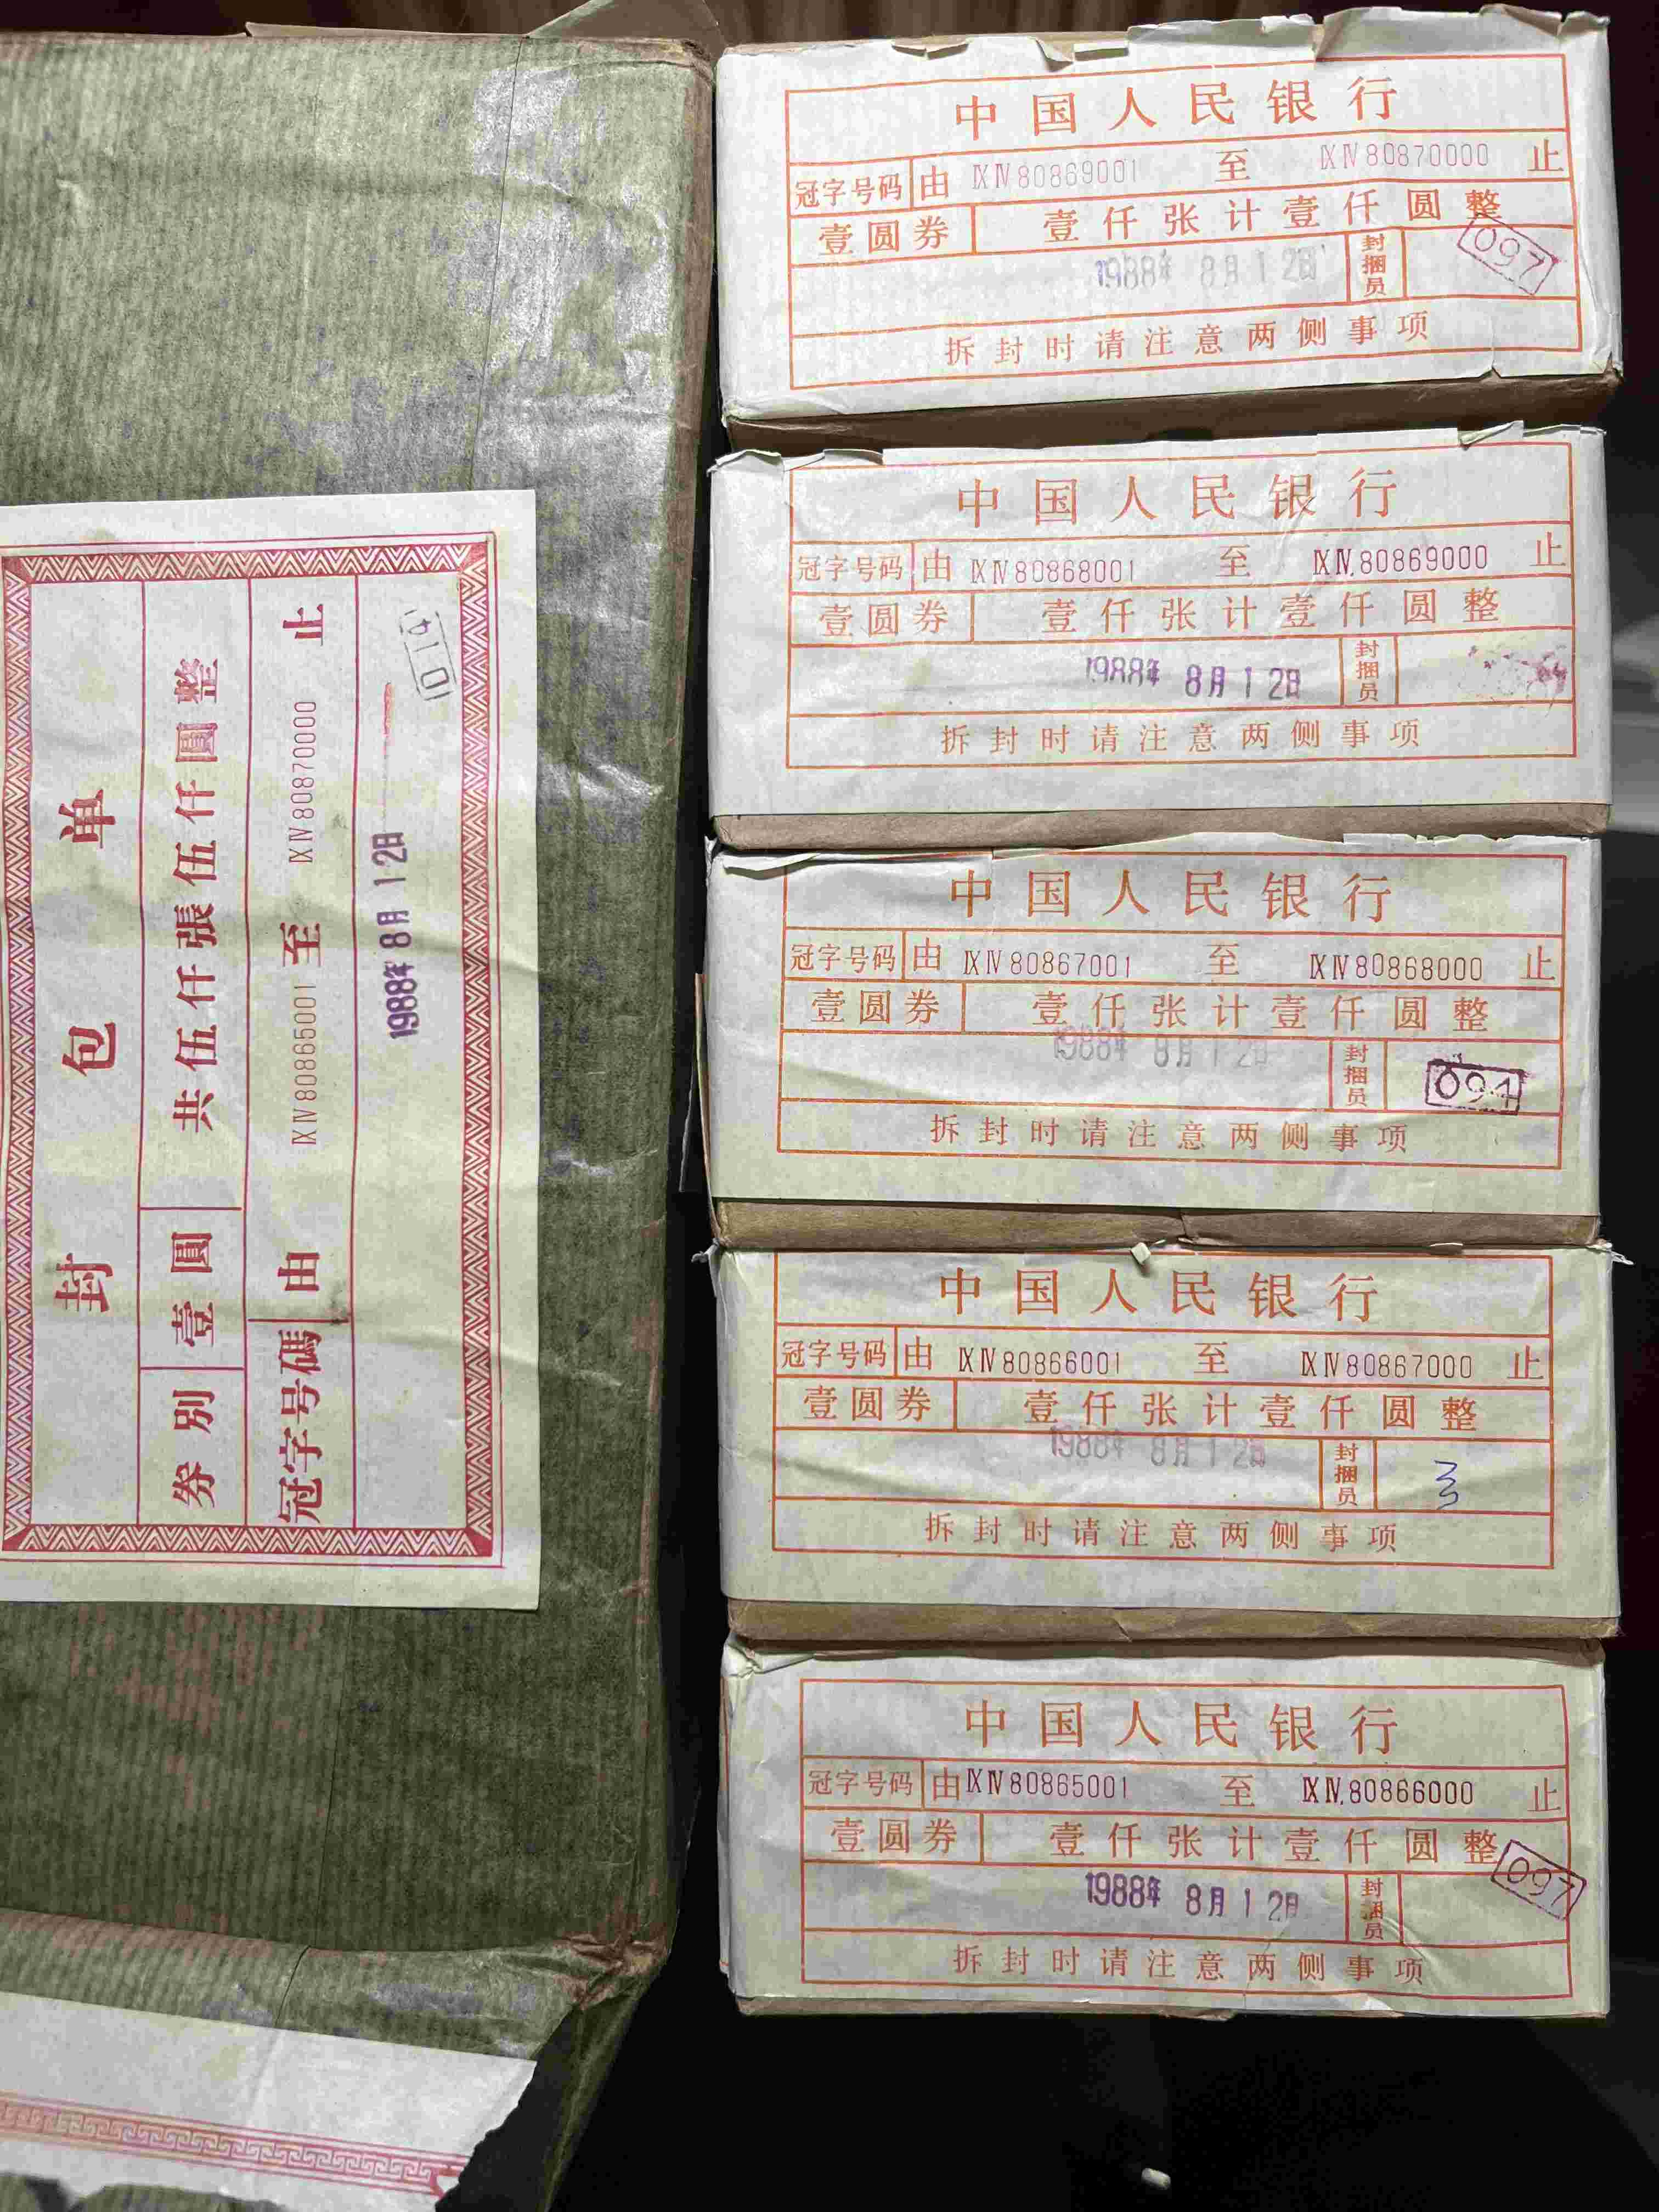 封包单
券别 壹圓 共伍仟張伍仟圓整
冠字号碼 由 ⅨⅣ80865001 至 ⅨⅣ80870000 止
1988年8月12日
1014
中国人民银行
冠字号码 由 ⅨⅣ80869001 至 ⅨⅣ80870000 止
壹圆券 壹仟张计壹仟圆整
1988年 8月12日 封捆员 097
拆封时请注意两侧事项
中国人民银行
冠字号码 由 ⅨⅣ80868001 至 ⅨⅣ.80869000 止
壹圆券 壹仟张计壹仟圆整
1988年 8月12日 封捆员
拆封时请注意两侧事项
中国人民银行
冠字号码 由 ⅨⅣ80867001 至 ⅨⅣ80868000 止
壹圆券 壹仟张计壹仟圆整
1988年 8月12日 封捆员 094
拆封时请注意两侧事项
中国人民银行
冠字号码 由 ⅨⅣ80866001 至 ⅨⅣ80867000 止
壹圆券 壹仟张计壹仟圆整
1988年 8月12日 封捆员
拆封时请注意两侧事项
中国人民银行
冠字号码 由 ⅨⅣ80865001 至 ⅨⅣ.80866000 止
壹圆券 壹仟张计壹仟圆整
1988年 8月12日 封捆员 097
拆封时请注意两侧事项